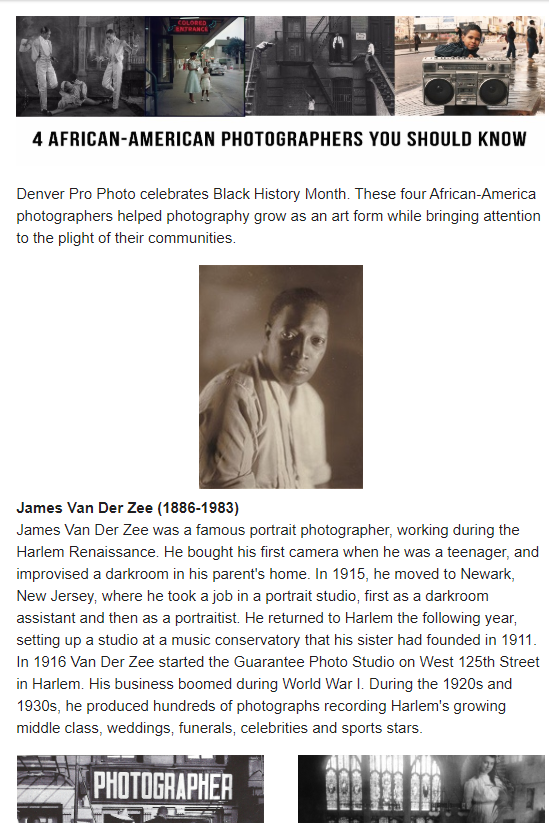 COLORED
ENTRANCE
4 AFRICAN-AMERICAN PHOTOGRAPHERS YOU SHOULD KNOW
Denver Pro Photo celebrates Black History Month. These four African-America
photographers helped photography grow as an art form while bringing attention
to the plight of their communities.
James Van Der Zee (1886-1983)
James Van Der Zee was a famous portrait photographer, working during the
Harlem Renaissance. He bought his first camera when he was a teenager, and
improvised a darkroom in his parent's home. In 1915, he moved to Newark,
New Jersey, where he took a job in a portrait studio, first as a darkroom
assistant and then as a portraitist. He returned to Harlem the following year,
setting up a studio at a music conservatory that his sister had founded in 1911.
In 1916 Van Der Zee started the Guarantee Photo Studio on West 125th Street
in Harlem. His business boomed during World War I. During the 1920s and
1930s, he produced hundreds of photographs recording Harlem's growing
middle class, weddings, funerals, celebrities and sports stars.
PHOTOGRAPHER